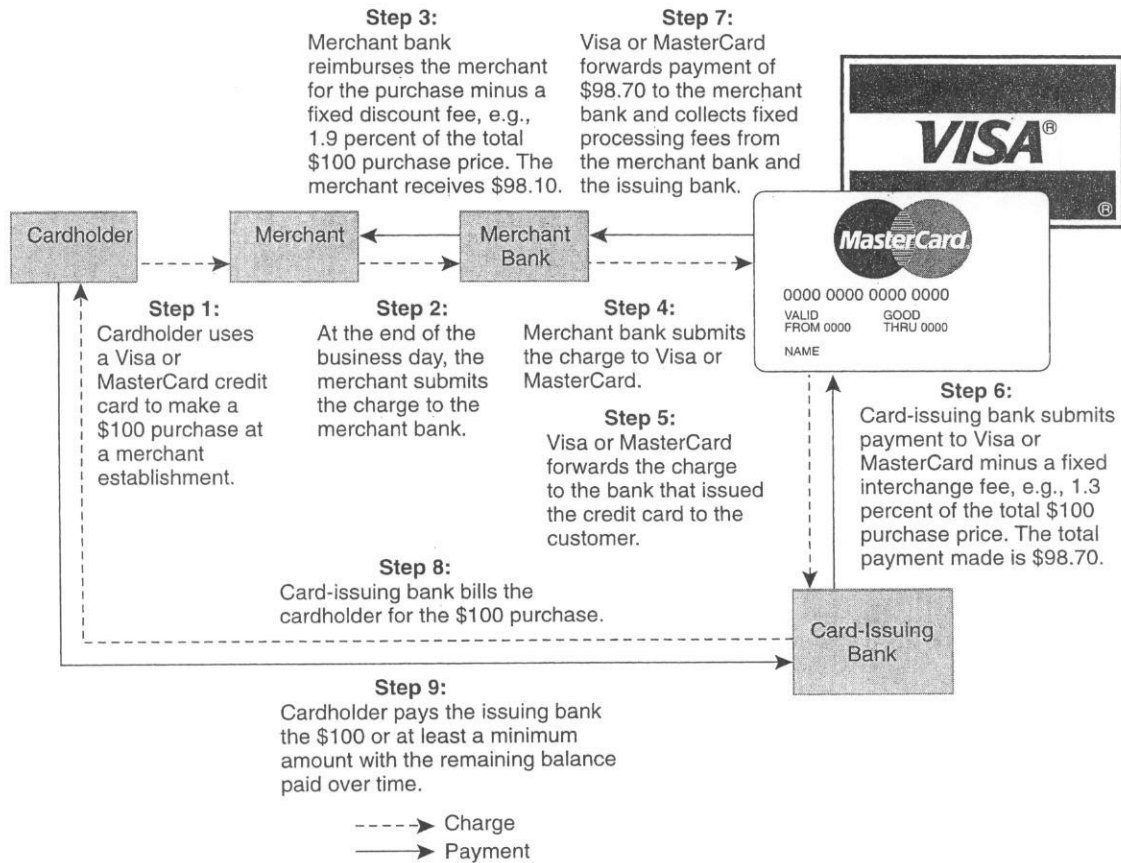 Step 3:
Merchant bank
reimburses the merchant
for the purchase minus a
fixed discount fee, e.g.,
1.9 percent of the total
$100 purchase price. The
merchant receives $98.10.
Step 7:
Visa or MasterCard
forwards payment of
$98.70 to the merchant
bank and collects fixed
processing fees from
the merchant bank and
the issuing bank.
VISA®
®
MasterCard.
0000 0000 0000 0000
VALID
FROM 0000
GOOD
THRU 0000
NAME
Cardholder
Merchant
Merchant
Bank
Step 1:
Cardholder uses
a Visa or
MasterCard credit
card to make a
$100 purchase at
a merchant
establishment.
Step 2:
At the end of the
business day, the
merchant submits
the charge to the
merchant bank.
Step 4:
Merchant bank submits
the charge to Visa or
MasterCard.
Step 5:
Visa or MasterCard
forwards the charge
to the bank that issued
the credit card to the
customer.
Step 6:
Card-issuing bank submits
payment to Visa or
MasterCard minus a fixed
interchange fee, e.g., 1.3
percent of the total $100
purchase price. The total
payment made is $98.70.
Step 8:
Card-issuing bank bills the
cardholder for the $100 purchase.
Card-Issuing
Bank
Step 9:
Cardholder pays the issuing bank
the $100 or at least a minimum
amount with the remaining balance
paid over time.
Charge
Payment